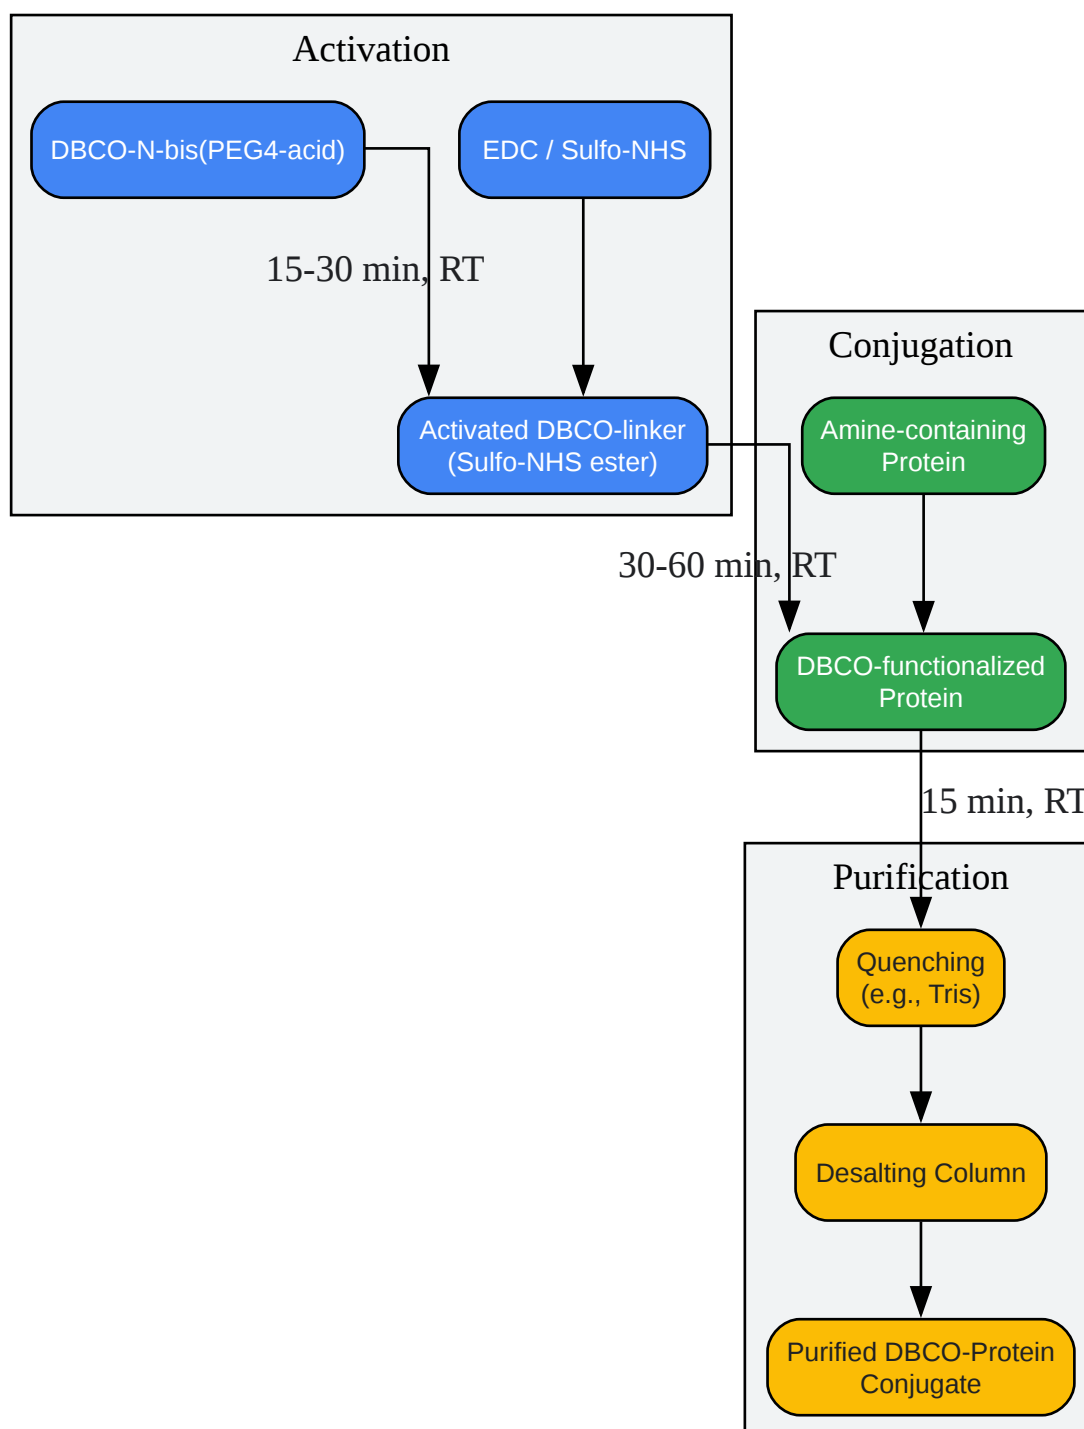 Activation
DBCO-N-bis(PEG4-acid)
EDC / Sulfo-NHS
15-30 min, RT
Activated DBCO-linker
(Sulfo-NHS ester)
Conjugation
Amine-containing
Protein
30-60 min, RT
DBCO-functionalized
Protein
15 min, RT
Purification
Quenching
(e.g., Tris)
Desalting Column
Purified DBCO-Protein
Conjugate